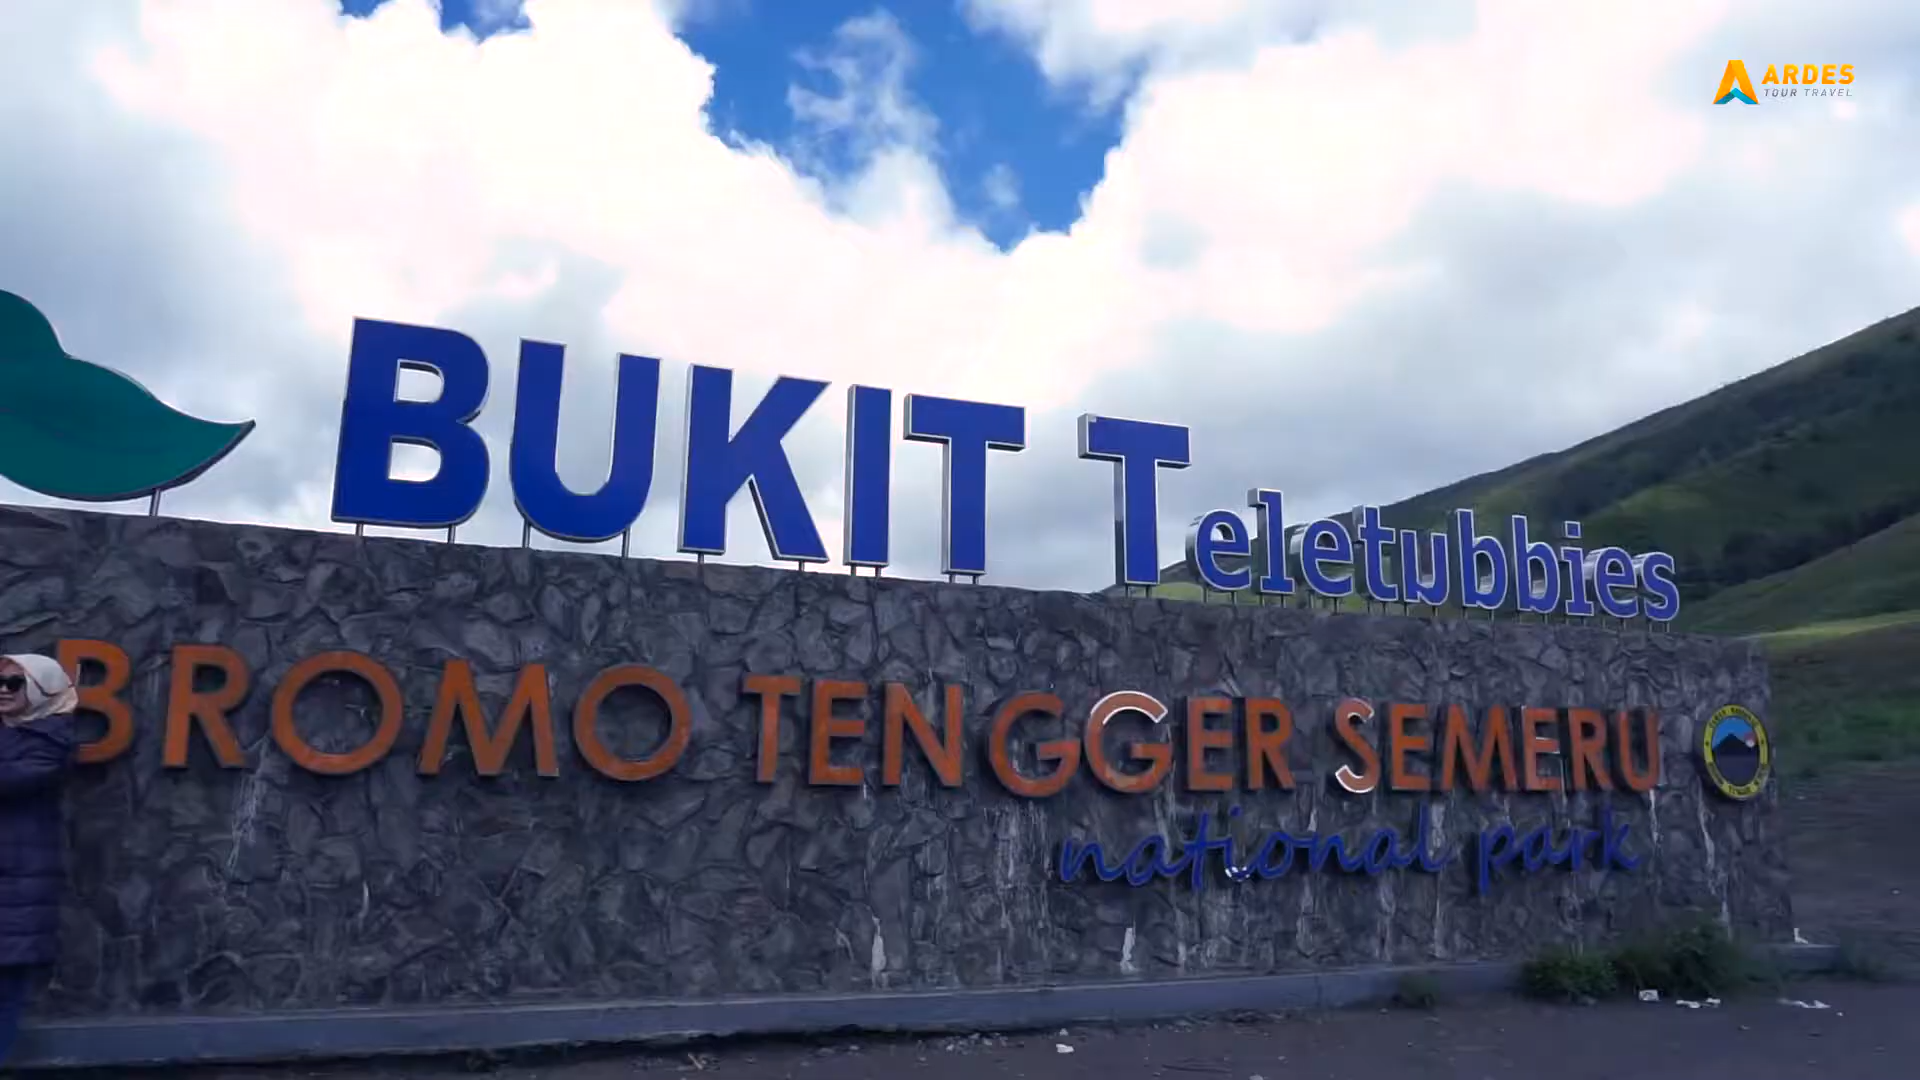 ARDES
TOUR TRAVEL
BUKIT Teletubbies
BROMO TENGGER SEMERU
national park